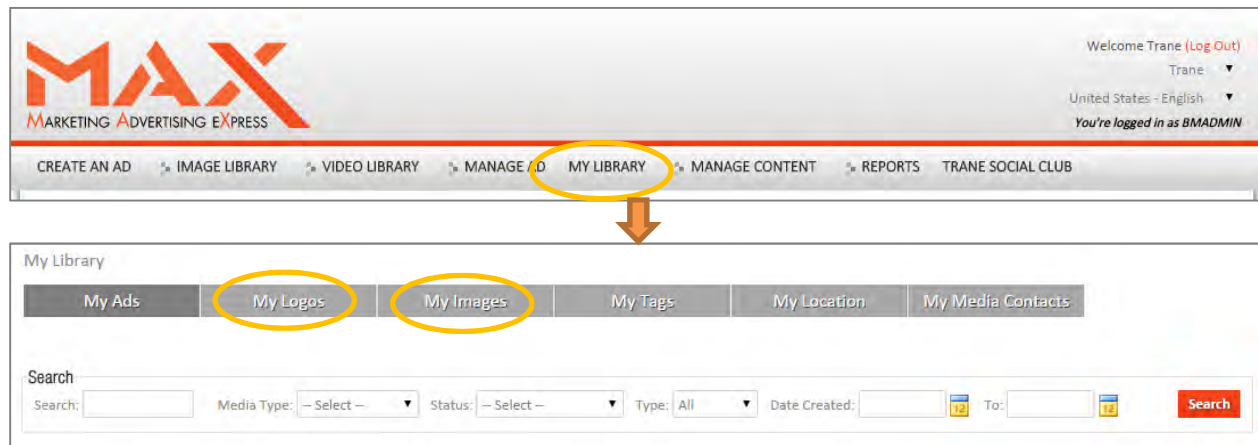 MAX
MARKETING ADVERTISING EXPRESS
Welcome Trane (Log Out)
Trane
United States - English
You're logged in as BMADMIN
CREATE AN AD IMAGE LIBRARY VIDEO LIBRARY MANAGE AD MY LIBRARY MANAGE CONTENT REPORTS TRANE SOCIAL CLUB
My Library
My Ads My Logos My Images My Tags My Location My Media Contacts
Search
Search: Media Type: -- Select -- Status: -- Select -- Type: All Date Created: 12 To: 12 Search